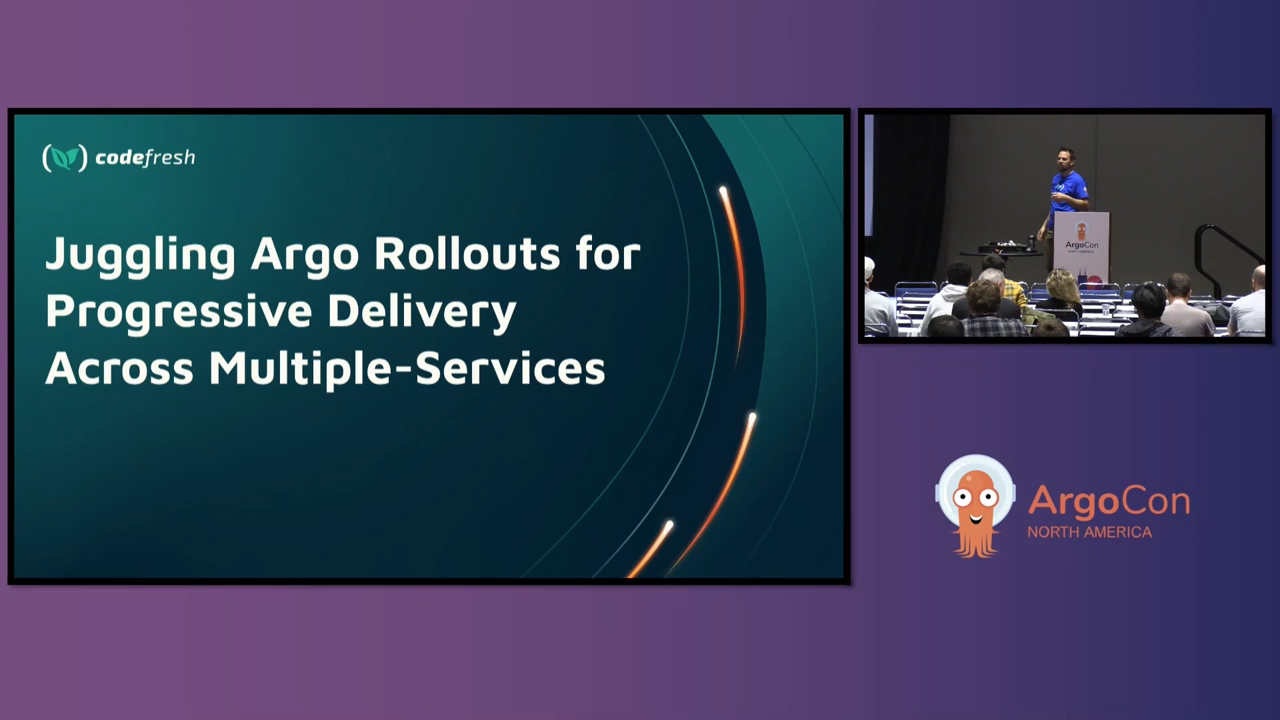 codefresh
Juggling Argo Rollouts for
Progressive Delivery
Across Multiple-Services
ArgoCon
ArgoCon
NORTH AMERICA